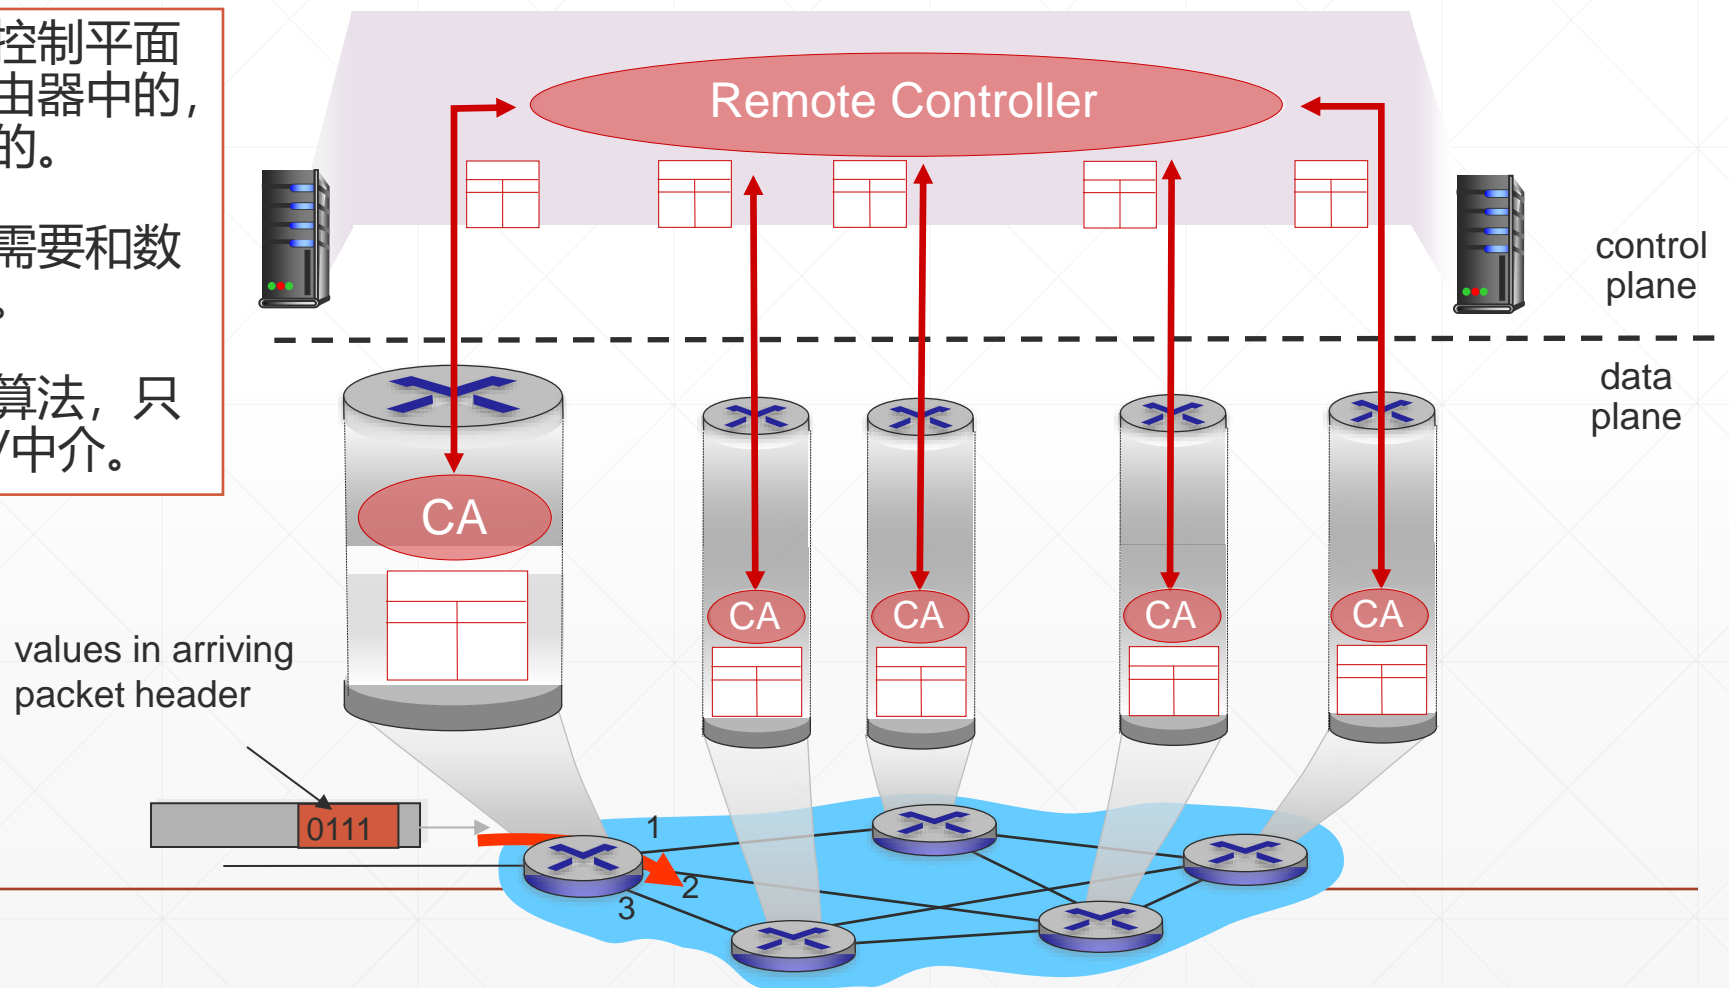 控制平面
由器中的，
的。
需要和数
。
算法，只
/中介。
Remote Controller
control
plane
data
plane
CA
CA
CA
CA
CA
values in arriving
packet header
0111
1
2
3